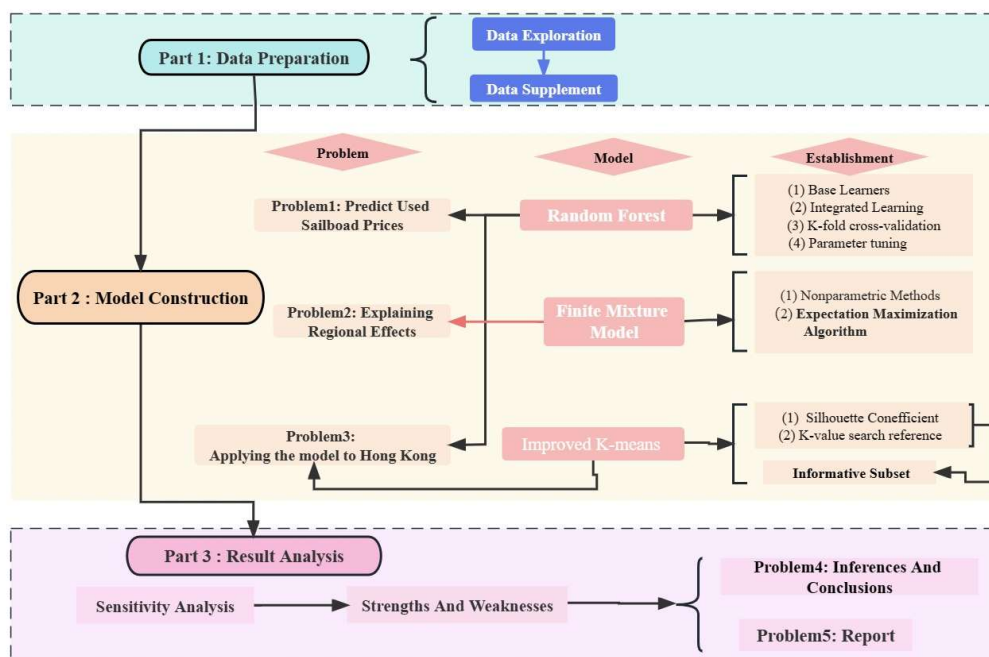 Data Exploration
Part 1: Data Preparation
Data Supplement
Problem
Model
Establishment
Problem1: Predict Used
Sailboad Prices
Random Forest
(1) Base Learners
(2) Integrated Learning
(3) K-fold cross-validation
(4) Parameter tuning
Part 2 : Model Construction
Problem2: Explaining
Regional Effects
Finite Mixture
Model
(1) Nonparametric Methods
(2) Expectation Maximization
Algorithm
Problem3:
Applying the model to Hong Kong
Improved K-means
(1) Silhouette Conefficient
(2) K-value search reference
Informative Subset
Part 3 : Result Analysis
Sensitivity Analysis
Strengths And Weaknesses
Problem4: Inferences And
Conclusions
Problem5: Report